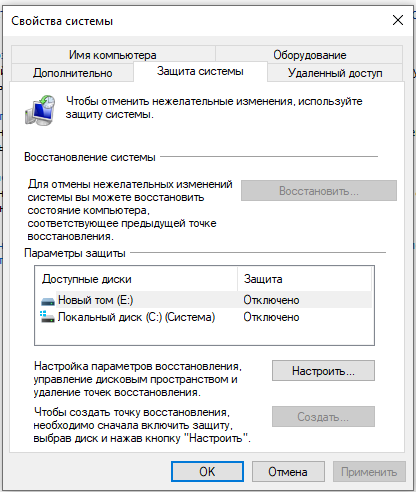 Свойства системы
Имя компьютера Оборудование
Дополнительно Защита системы Удаленный доступ
Чтобы отменить нежелательные изменения, используйте
защиту системы.
Восстановление системы
Для отмены нежелательных изменений
системы вы можете восстановить
состояние компьютера,
соответствующее предыдущей точке
восстановления.
Восстановить...
Параметры защиты
Доступные диски Защита
Новый том (E:) Отключено
Локальный диск (C:) (Система) Отключено
Настройка параметров восстановления,
управление дисковым пространством и
удаление точек восстановления.
Настроить...
Чтобы создать точку восстановления,
необходимо сначала включить защиту,
выбрав диск и нажав кнопку "Настроить".
Создать...
OK Отмена Применить